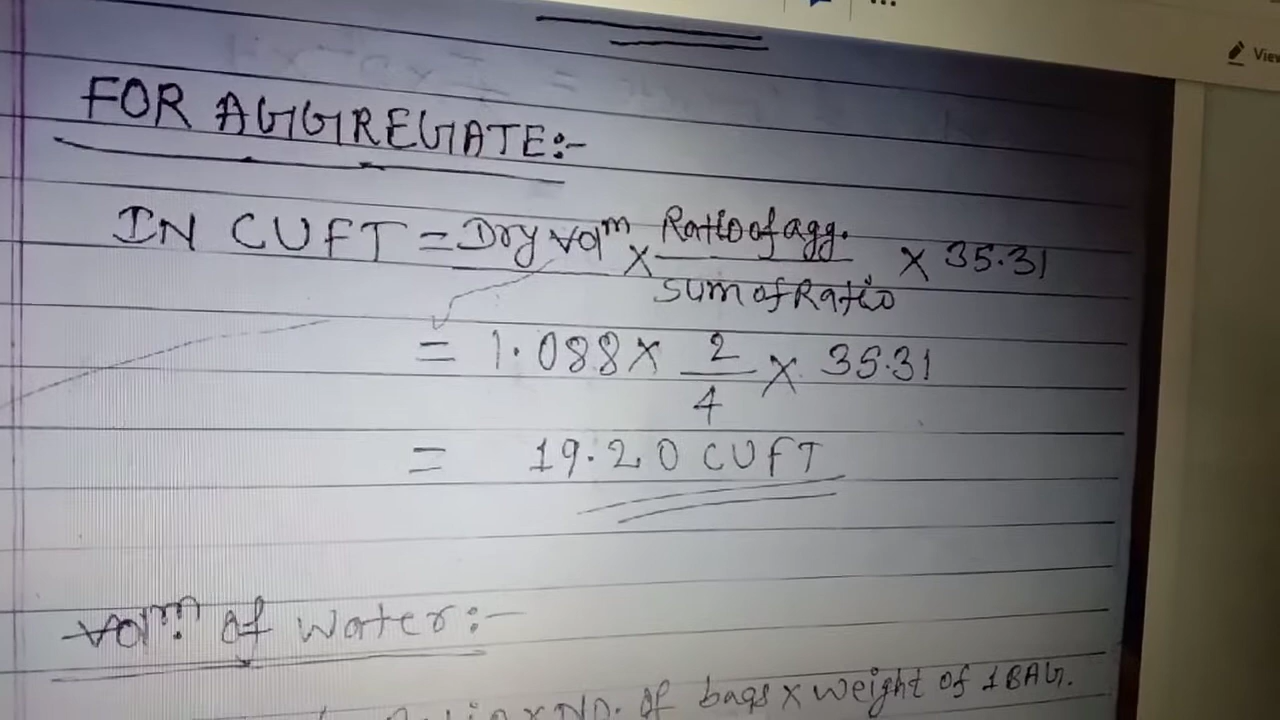 View
FOR AGGREGATE:-
IN CUFT = Dry volᵐ × Ratio of agg. / Sum of Ratio × 35.31
= 1.088 × 2/4 × 35.31
= 19.20 CUFT
volᵐ of water:-
No. of bags × weight of 1 BAG.